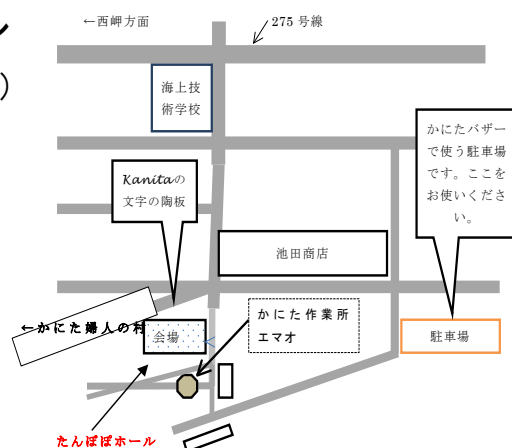 ←西岬方面
275号線
海上技
術学校
かにたバザー
で使う駐車場
です。ここを
お使いくださ
い。
Kanitaの
文字の陶板
池田商店
かにた作業所
エマオ
←かにた婦人の村
会場
駐車場
たんぽぽホール